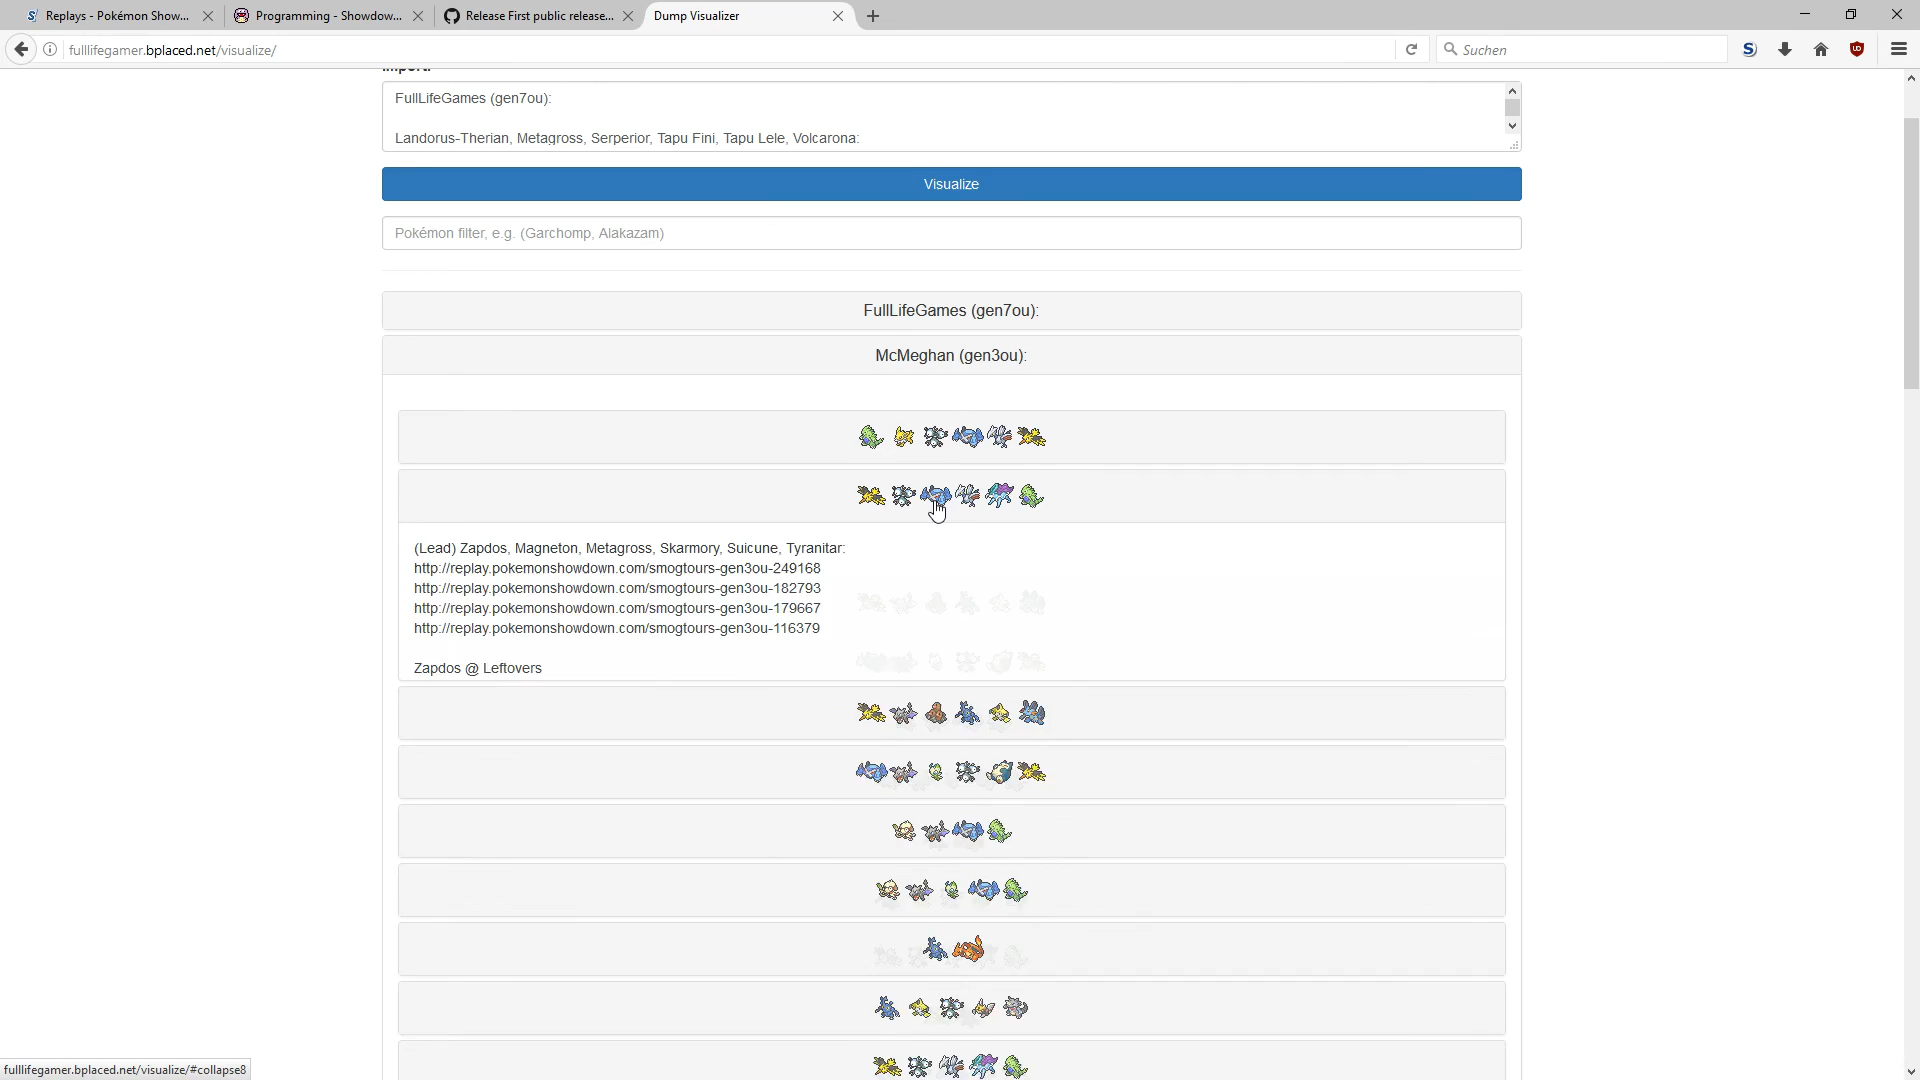 Replays - Pokémon Show...
Programming - Showdow...
Release First public release...
Dump Visualizer
fulllifegamer.bplaced.net/visualize/
Suchen
Import:
FullLifeGames (gen7ou):
Landorus-Therian, Metagross, Serperior, Tapu Fini, Tapu Lele, Volcarona:
Visualize
Pokémon filter, e.g. (Garchomp, Alakazam)
FullLifeGames (gen7ou):
McMeghan (gen3ou):
(Lead) Zapdos, Magneton, Metagross, Skarmory, Suicune, Tyranitar:
http://replay.pokemonshowdown.com/smogtours-gen3ou-249168
http://replay.pokemonshowdown.com/smogtours-gen3ou-182793
http://replay.pokemonshowdown.com/smogtours-gen3ou-179667
http://replay.pokemonshowdown.com/smogtours-gen3ou-116379
Zapdos @ Leftovers
fulllifegamer.bplaced.net/visualize/#collapse8